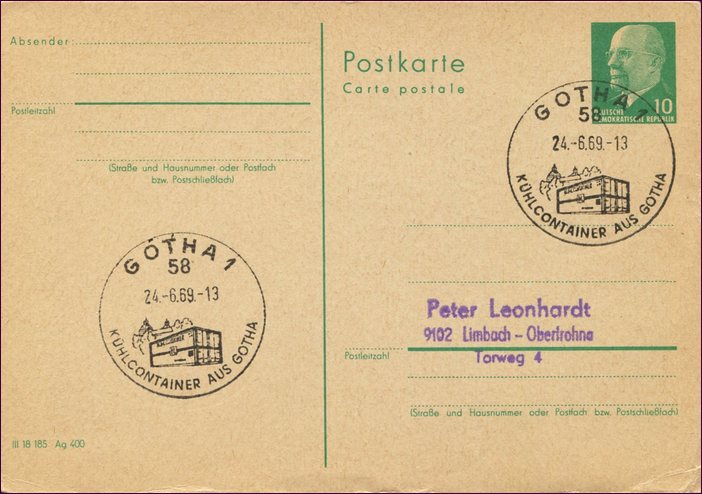 Absender:
Postleitzahl
(Straße und Hausnummer oder Postfach
bzw. Postschließfach)
GOTHA 1
58
24.-6.69.-13
KÜHLCONTAINER AUS GOTHA
III 18 185 Ag 400
Postkarte
Carte postale
10
DEUTSCHE
DEMOKRATISCHE REPUBLIK
GOTHA 1
58
24.-6.69.-13
KÜHLCONTAINER AUS GOTHA
Peter Leonhardt
9102 Limbach - Oberfrohna
Torweg 4
Postleitzahl
(Straße und Hausnummer oder Postfach bzw. Postschließfach)